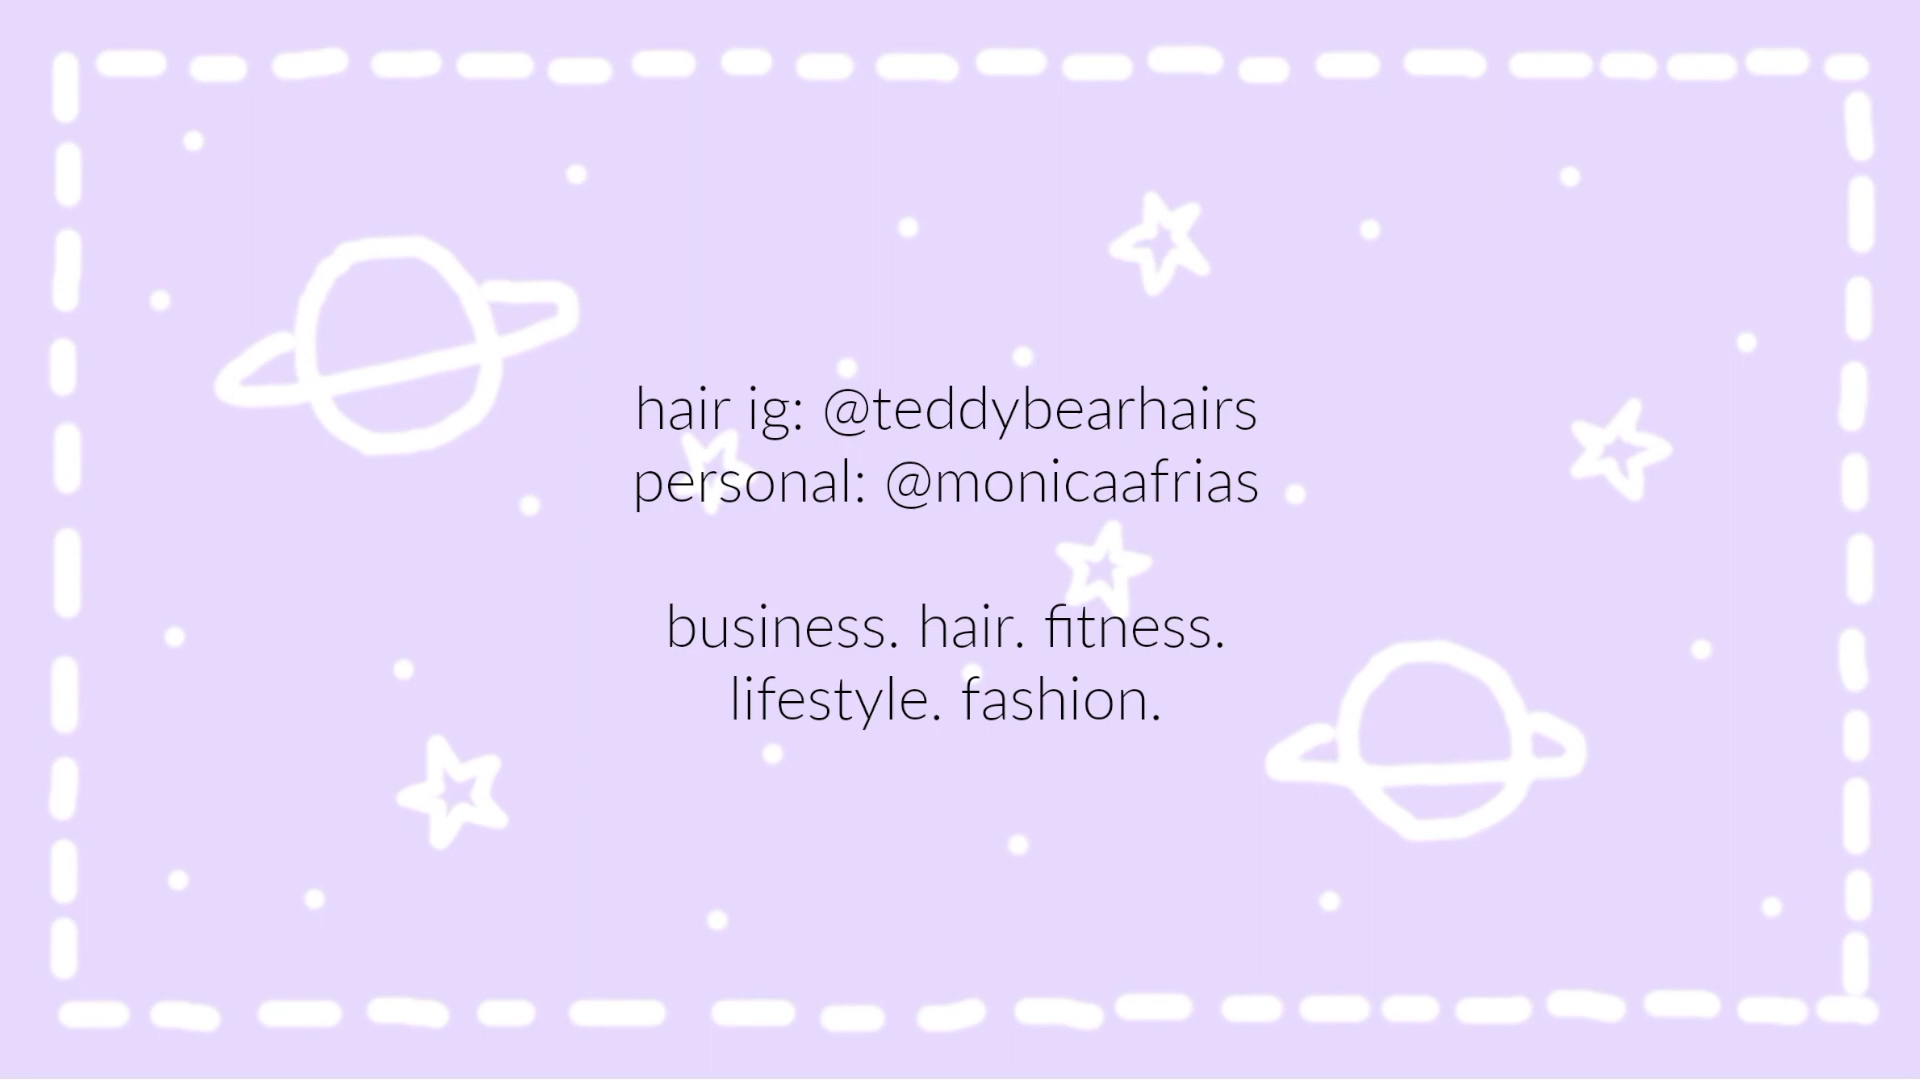 hair ig: @teddybearhairs
personal: @monicaafrias
business. hair. fitness.
lifestyle. fashion.